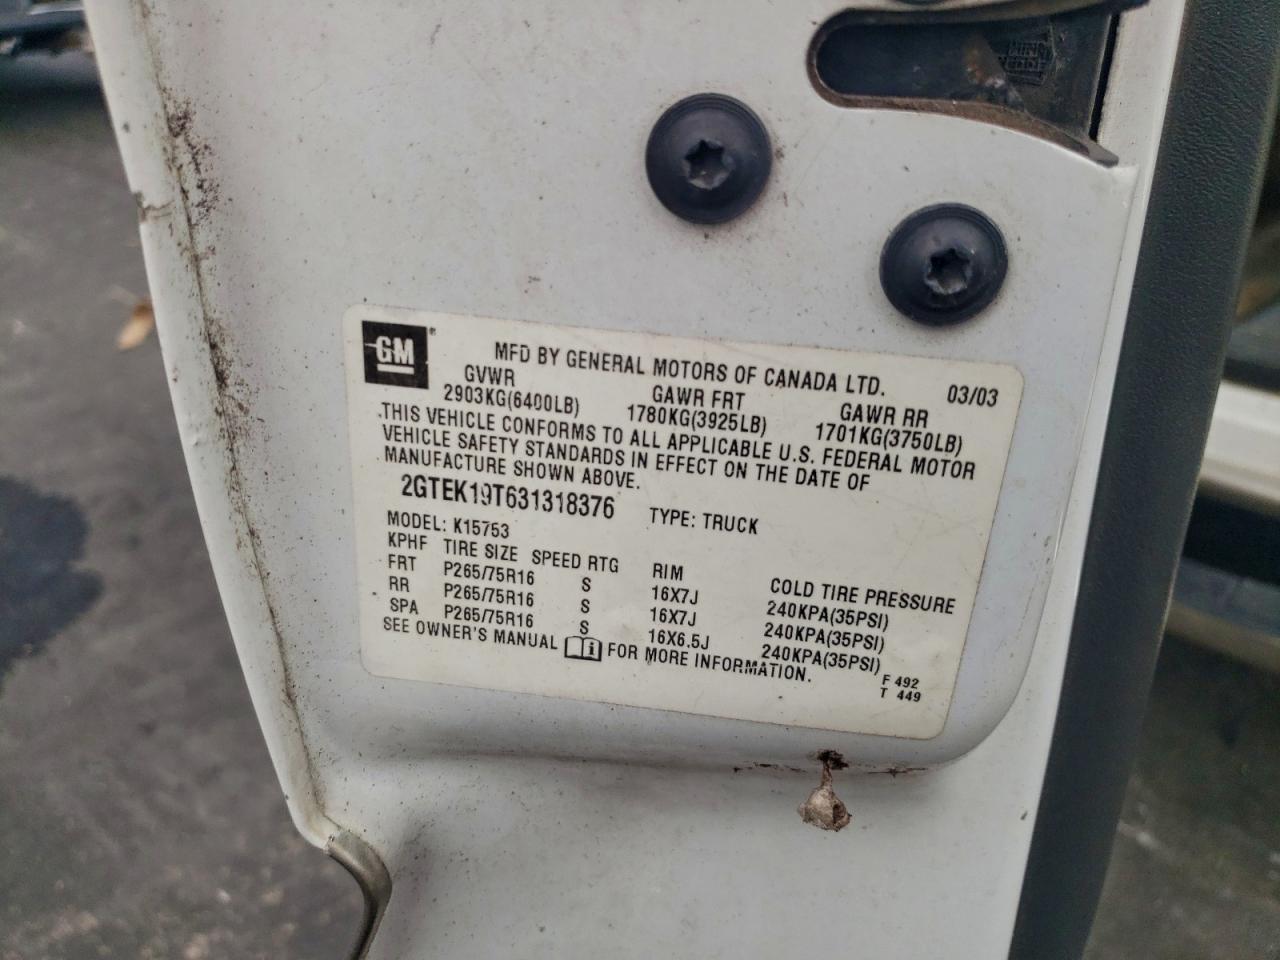 GM®
MFD BY GENERAL MOTORS OF CANADA LTD. 03/03
GVWR GAWR FRT GAWR RR
2903KG(6400LB) 1780KG(3925LB) 1701KG(3750LB)
THIS VEHICLE CONFORMS TO ALL APPLICABLE U.S. FEDERAL MOTOR
VEHICLE SAFETY STANDARDS IN EFFECT ON THE DATE OF
MANUFACTURE SHOWN ABOVE.
2GTEK19T631318376 TYPE: TRUCK
MODEL: K15753
KPHF TIRE SIZE SPEED RTG RIM COLD TIRE PRESSURE
FRT P265/75R16 S 16X7J 240KPA(35PSI)
RR P265/75R16 S 16X7J 240KPA(35PSI)
SPA P265/75R16 S 16X6.5J 240KPA(35PSI)
SEE OWNER'S MANUAL FOR MORE INFORMATION.
F 492
T 449